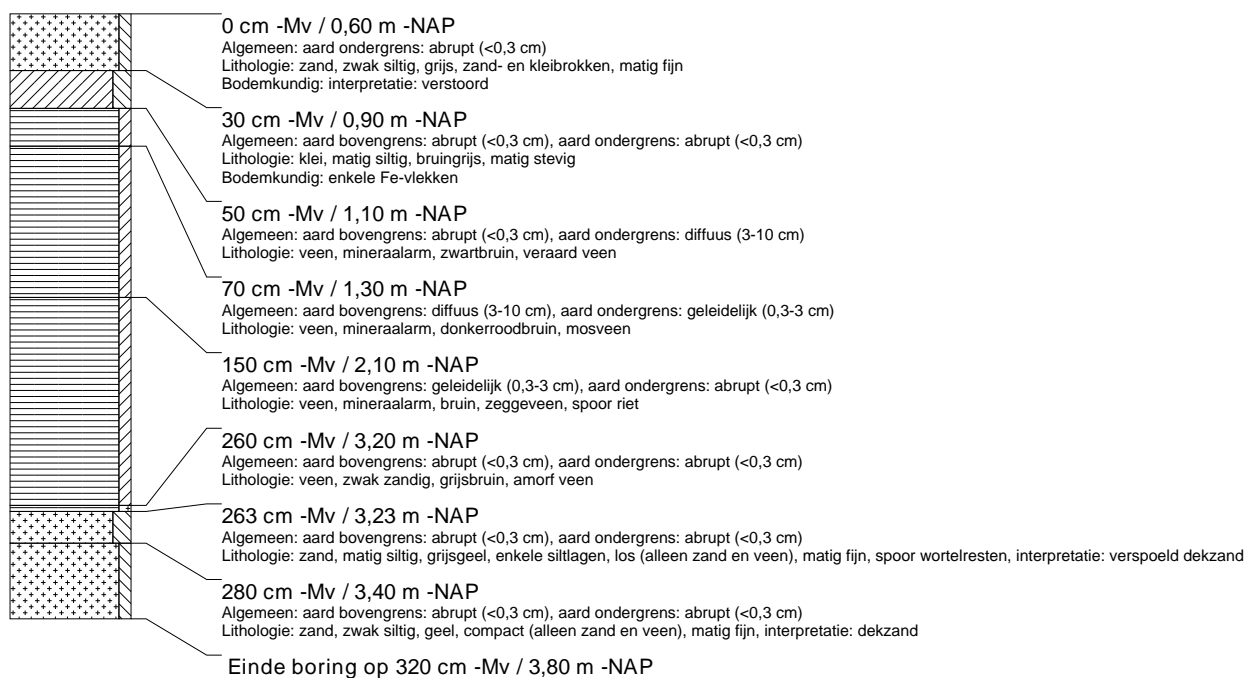 0 cm -Mv / 0,60 m -NAP
Algemeen: aard ondergrens: abrupt (<0,3 cm)
Lithologie: zand, zwak siltig, grijs, zand- en kleibrokken, matig fijn
Bodemkundig: interpretatie: verstoord
30 cm -Mv / 0,90 m -NAP
Algemeen: aard bovengrens: abrupt (<0,3 cm), aard ondergrens: abrupt (<0,3 cm)
Lithologie: klei, matig siltig, bruingrijs, matig stevig
Bodemkundig: enkele Fe-vlekken
50 cm -Mv / 1,10 m -NAP
Algemeen: aard bovengrens: abrupt (<0,3 cm), aard ondergrens: diffuus (3-10 cm)
Lithologie: veen, mineraalarm, zwartbruin, veraard veen
70 cm -Mv / 1,30 m -NAP
Algemeen: aard bovengrens: diffuus (3-10 cm), aard ondergrens: geleidelijk (0,3-3 cm)
Lithologie: veen, mineraalarm, donkerroodbruin, mosveen
150 cm -Mv / 2,10 m -NAP
Algemeen: aard bovengrens: geleidelijk (0,3-3 cm), aard ondergrens: abrupt (<0,3 cm)
Lithologie: veen, mineraalarm, bruin, zeggeveen, spoor riet
260 cm -Mv / 3,20 m -NAP
Algemeen: aard bovengrens: abrupt (<0,3 cm), aard ondergrens: abrupt (<0,3 cm)
Lithologie: veen, zwak zandig, grijsbruin, amorf veen
263 cm -Mv / 3,23 m -NAP
Algemeen: aard bovengrens: abrupt (<0,3 cm), aard ondergrens: abrupt (<0,3 cm)
Lithologie: zand, matig siltig, grijsgeel, enkele siltlagen, los (alleen zand en veen), matig fijn, spoor wortelresten, interpretatie: verspoeld dekzand
280 cm -Mv / 3,40 m -NAP
Algemeen: aard bovengrens: abrupt (<0,3 cm), aard ondergrens: abrupt (<0,3 cm)
Lithologie: zand, zwak siltig, geel, compact (alleen zand en veen), matig fijn, interpretatie: dekzand
Einde boring op 320 cm -Mv / 3,80 m -NAP